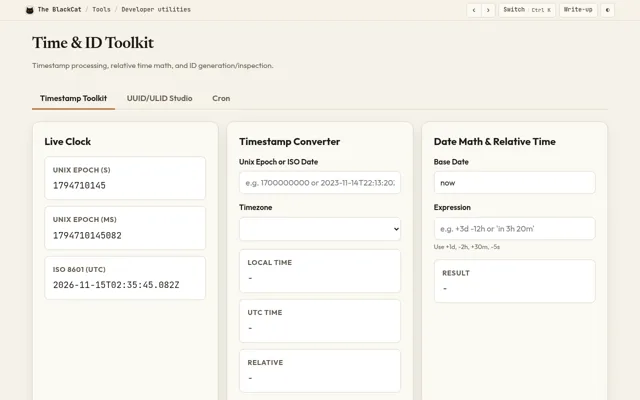 The BlackCat / Tools / Developer utilities
‹ › Switch Ctrl K Write-up
Time & ID Toolkit
Timestamp processing, relative time math, and ID generation/inspection.
Timestamp Toolkit UUID/ULID Studio Cron
Live Clock
UNIX EPOCH (S)
1794710145
UNIX EPOCH (MS)
1794710145082
ISO 8601 (UTC)
2026-11-15T02:35:45.082Z
Timestamp Converter
Unix Epoch or ISO Date
e.g. 1700000000 or 2023-11-14T22:13:20.
Timezone
LOCAL TIME
-
UTC TIME
-
RELATIVE
-
Date Math & Relative Time
Base Date
now
Expression
e.g. +3d -12h or 'in 3h 20m'
Use +1d, -2h, +30m, -5s
RESULT
-